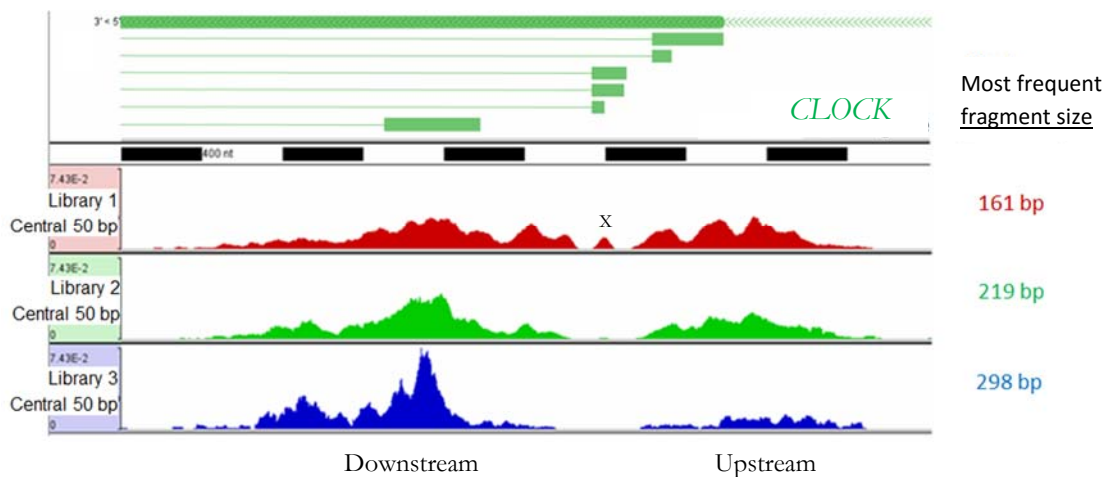 3' < 5'
CLOCK
Most frequent
fragment size
400 nt
7.43E-2
Library 1
Central 50 bp
0
X
161 bp
7.43E-2
Library 2
Central 50 bp
0
219 bp
7.43E-2
Library 3
Central 50 bp
0
298 bp
Downstream
Upstream